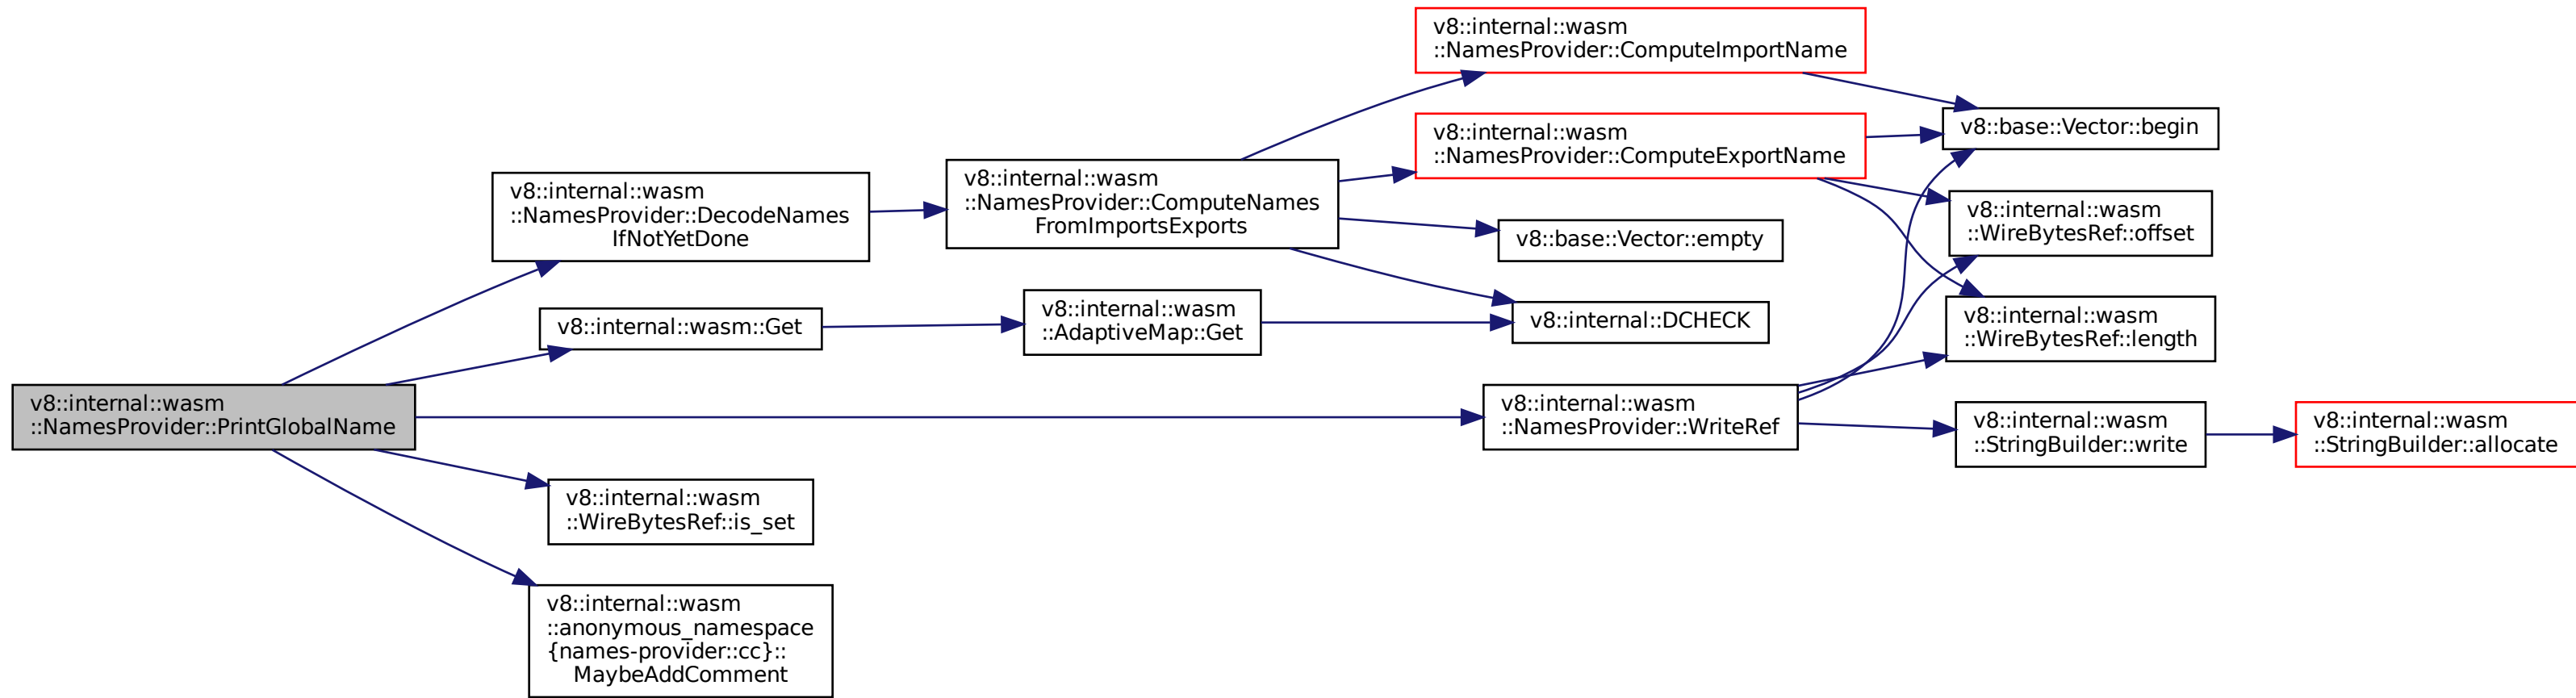 v8::internal::wasm
::NamesProvider::PrintGlobalName
v8::internal::wasm
::NamesProvider::DecodeNames
IfNotYetDone
v8::internal::wasm::Get
v8::internal::wasm
::WireBytesRef::is_set
v8::internal::wasm
::anonymous_namespace
{names-provider::cc}::
MaybeAddComment
v8::internal::wasm
::NamesProvider::ComputeNames
FromImportsExports
v8::internal::wasm
::AdaptiveMap::Get
v8::internal::wasm
::NamesProvider::ComputeImportName
v8::internal::wasm
::NamesProvider::ComputeExportName
v8::base::Vector::empty
v8::internal::DCHECK
v8::internal::wasm
::NamesProvider::WriteRef
v8::base::Vector::begin
v8::internal::wasm
::WireBytesRef::offset
v8::internal::wasm
::WireBytesRef::length
v8::internal::wasm
::StringBuilder::write
v8::internal::wasm
::StringBuilder::allocate